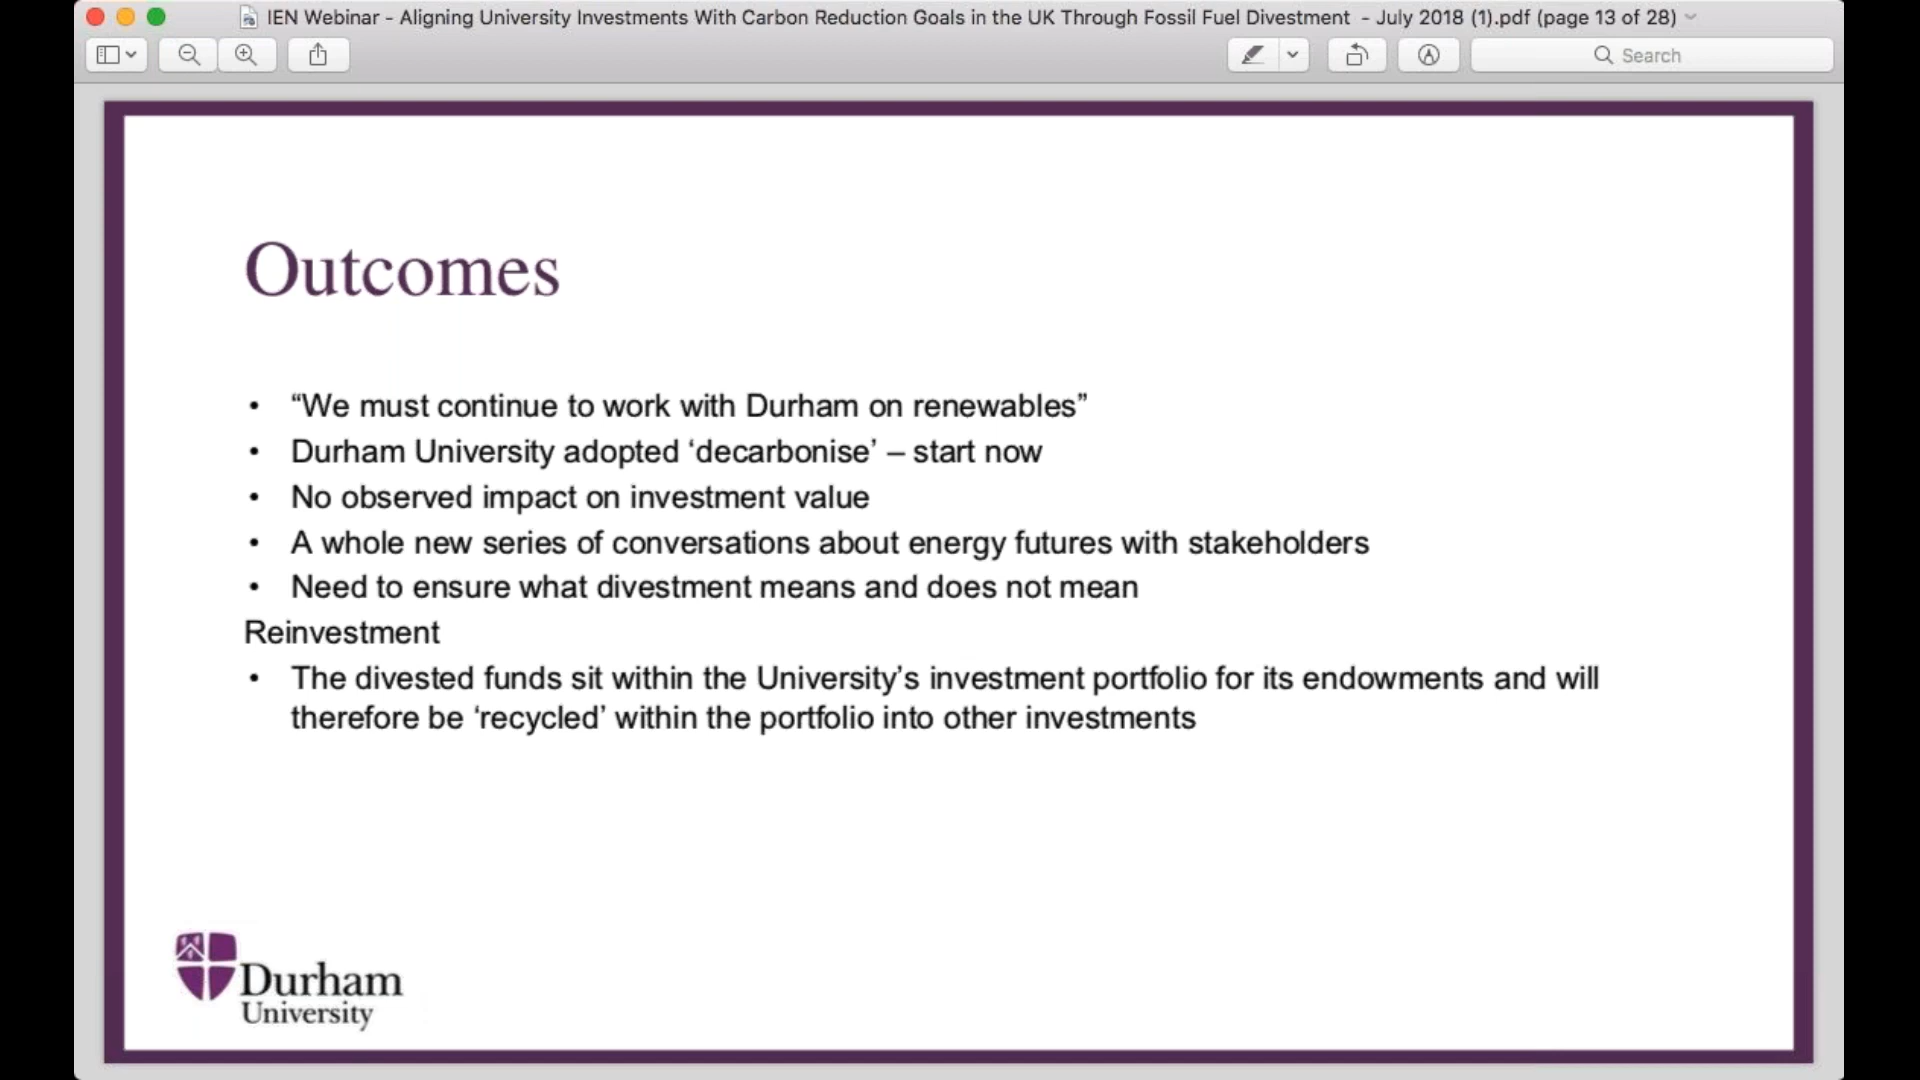 IEN Webinar - Aligning University Investments With Carbon Reduction Goals in the UK Through Fossil Fuel Divestment - July 2018 (1).pdf (page 13 of 28)
Search
Outcomes
• “We must continue to work with Durham on renewables”
• Durham University adopted ‘decarbonise’ – start now
• No observed impact on investment value
• A whole new series of conversations about energy futures with stakeholders
• Need to ensure what divestment means and does not mean
Reinvestment
• The divested funds sit within the University’s investment portfolio for its endowments and will
therefore be ‘recycled’ within the portfolio into other investments
Durham
University